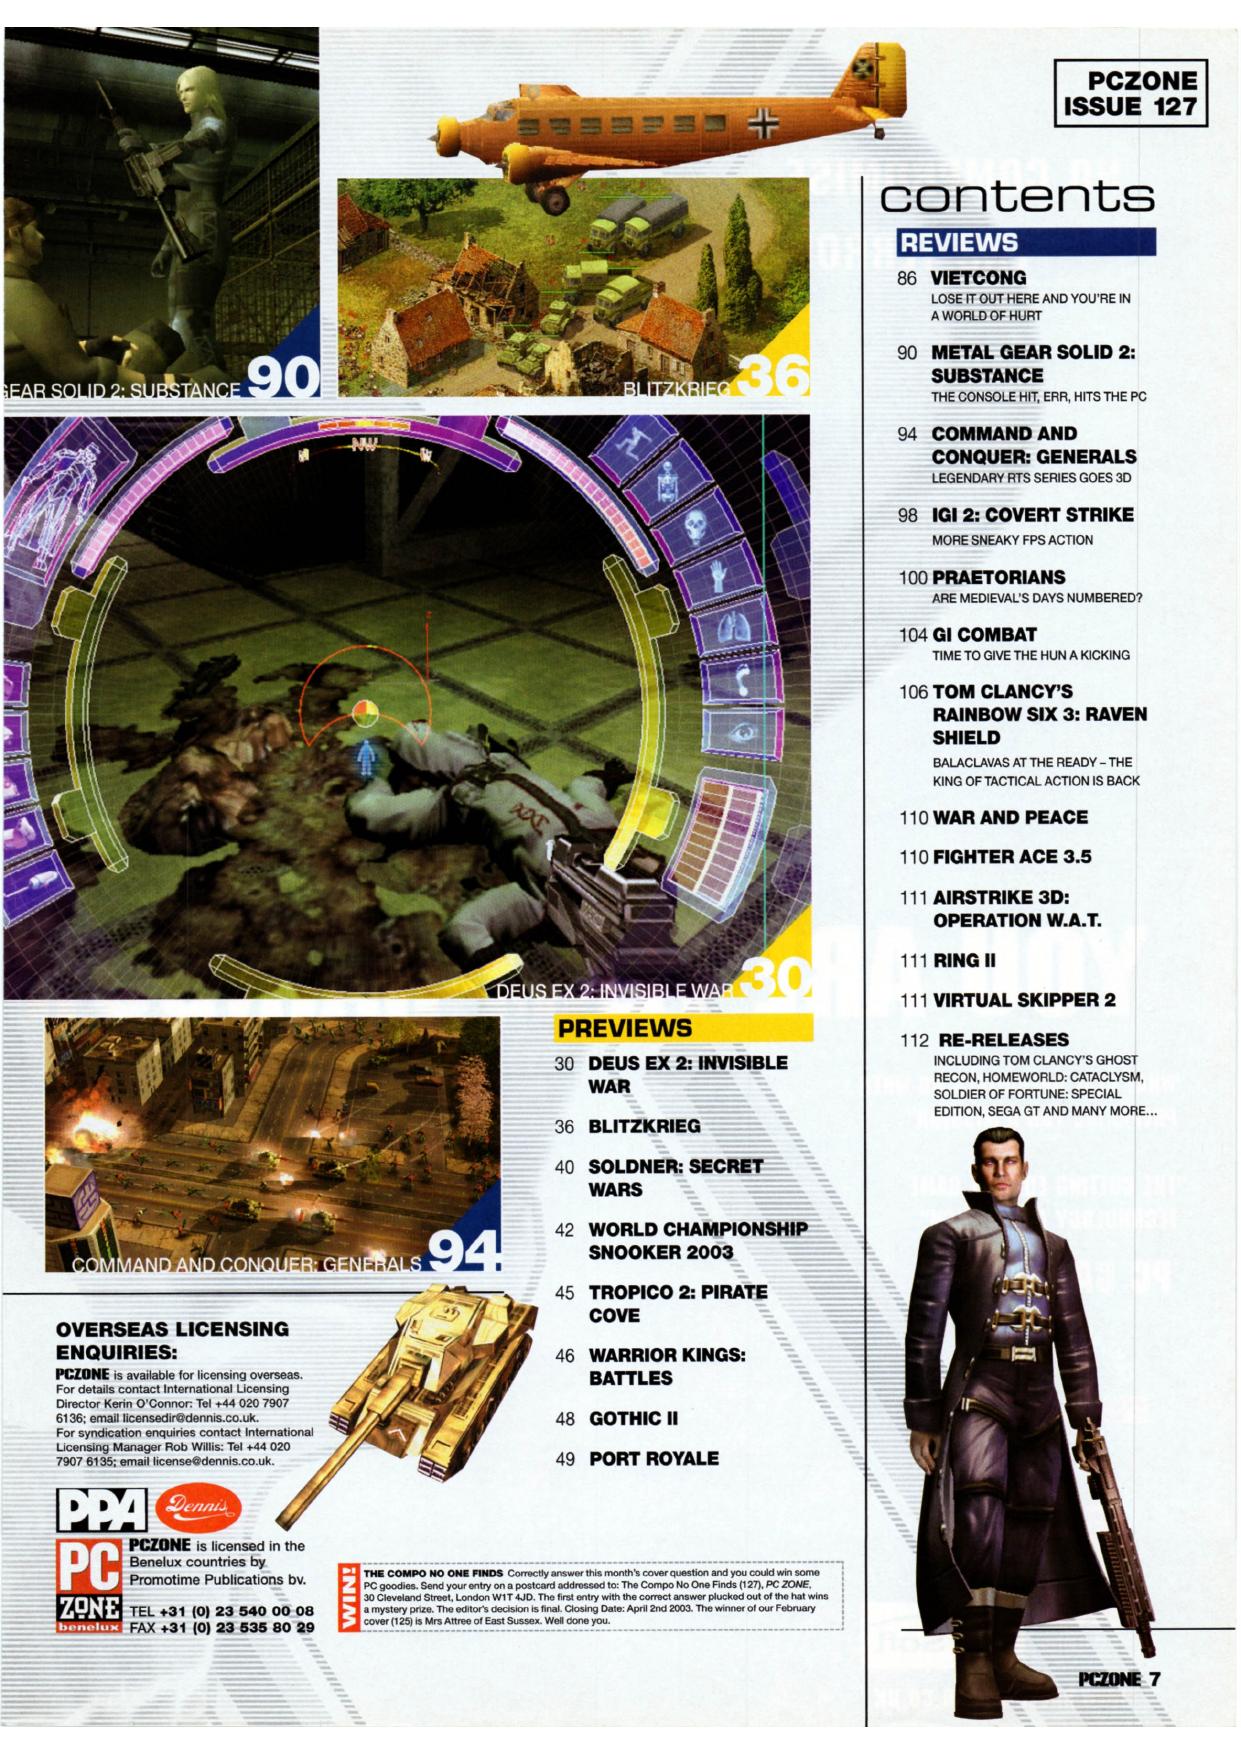 PCZONE
ISSUE 127
contents
REVIEWS
86 VIETCONG
LOSE IT OUT HERE AND YOU'RE IN
A WORLD OF HURT
90 METAL GEAR SOLID 2:
SUBSTANCE
THE CONSOLE HIT, ERR, HITS THE PC
94 COMMAND AND
CONQUER: GENERALS
LEGENDARY RTS SERIES GOES 3D
98 IGI 2: COVERT STRIKE
MORE SNEAKY FPS ACTION
100 PRAETORIANS
ARE MEDIEVAL'S DAYS NUMBERED?
104 GI COMBAT
TIME TO GIVE THE HUN A KICKING
106 TOM CLANCY'S
RAINBOW SIX 3: RAVEN
SHIELD
BALACLAVAS AT THE READY – THE
KING OF TACTICAL ACTION IS BACK
110 WAR AND PEACE
110 FIGHTER ACE 3.5
111 AIRSTRIKE 3D:
OPERATION W.A.T.
111 RING II
111 VIRTUAL SKIPPER 2
112 RE-RELEASES
INCLUDING TOM CLANCY'S GHOST
RECON, HOMEWORLD: CATACLYSM,
SOLDIER OF FORTUNE: SPECIAL
EDITION, SEGA GT AND MANY MORE...
GEAR SOLID 2: SUBSTANCE 90
BLITZKRIEG 36
NW
W
DEUS EX 2: INVISIBLE WAR 30
COMMAND AND CONQUER: GENERALS 94
PREVIEWS
30 DEUS EX 2: INVISIBLE
WAR
36 BLITZKRIEG
40 SOLDNER: SECRET
WARS
42 WORLD CHAMPIONSHIP
SNOOKER 2003
45 TROPICO 2: PIRATE
COVE
46 WARRIOR KINGS:
BATTLES
48 GOTHIC II
49 PORT ROYALE
OVERSEAS LICENSING
ENQUIRIES:
PCZONE is available for licensing overseas.
For details contact International Licensing
Director Kerin O'Connor: Tel +44 020 7907
6136; email licensedir@dennis.co.uk.
For syndication enquiries contact International
Licensing Manager Rob Willis: Tel +44 020
7907 6135; email license@dennis.co.uk.
PPA
Dennis
PC
ZONE
benelux
PCZONE is licensed in the
Benelux countries by
Promotime Publications bv.
TEL +31 (0) 23 540 00 08
FAX +31 (0) 23 535 80 29
WIN!
THE COMPO NO ONE FINDS Correctly answer this month's cover question and you could win some
PC goodies. Send your entry on a postcard addressed to: The Compo No One Finds (127), PC ZONE,
30 Cleveland Street, London W1T 4JD. The first entry with the correct answer plucked out of the hat wins
a mystery prize. The editor's decision is final. Closing Date: April 2nd 2003. The winner of our February
cover (125) is Mrs Attree of East Sussex. Well done you.
PCZONE 7